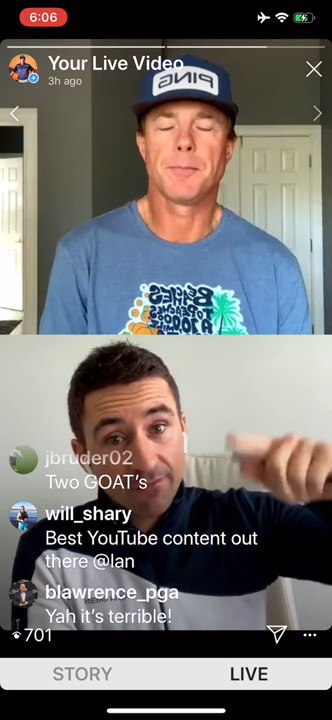 6:06
Your Live Video
3h ago
PING
jbruder02
Two GOAT's
will_shary
Best YouTube content out
there @Ian
blawrence_pga
Yah it's terrible!
701
STORY
LIVE